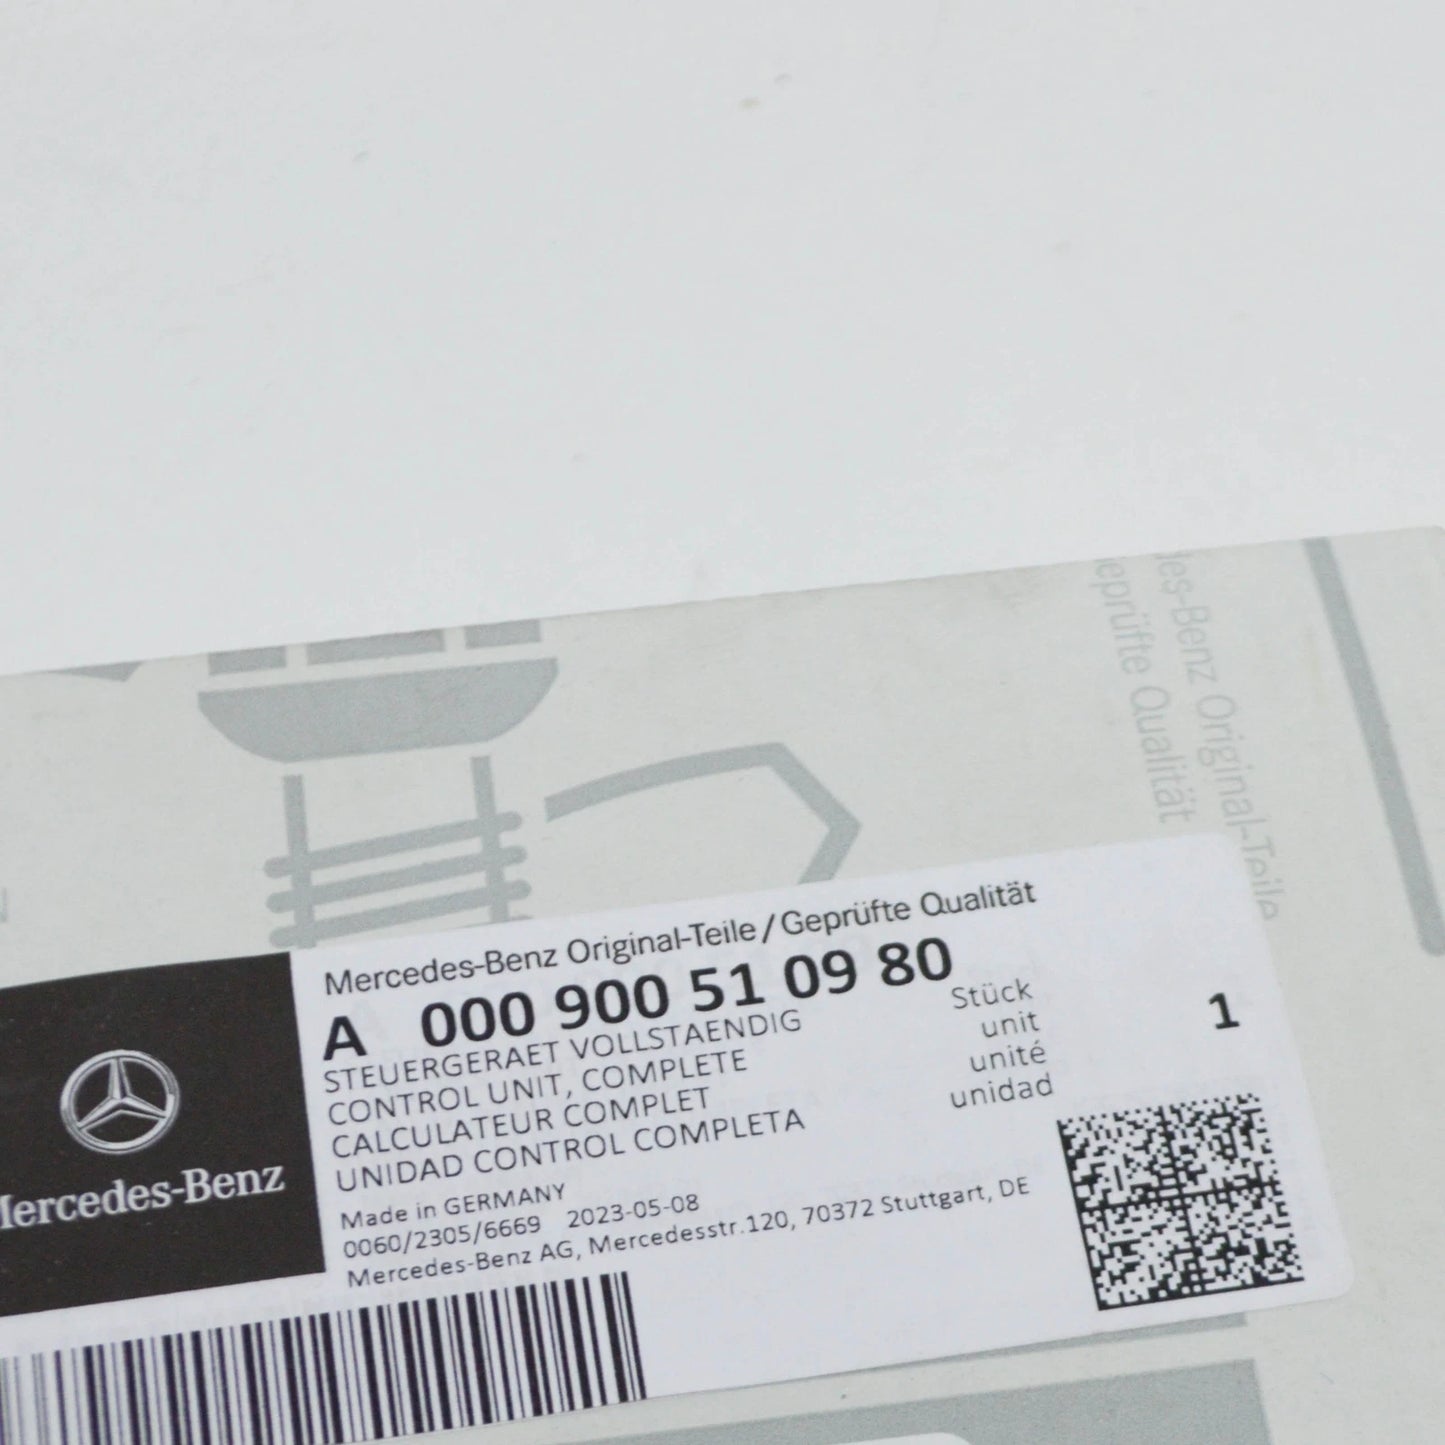 des-Benz Original-Teile
eprüfte Qualität
Mercedes-Benz Original-Teile/Geprüfte Qualität
A 000 900 51 09 80
STEUERGERAET VOLLSTAENDIG
CONTROL UNIT, COMPLETE
CALCULATEUR COMPLET
UNIDAD CONTROL COMPLETA
Stück
unit
unité
unidad
1
Made in GERMANY
0060/2305/6669 2023-05-08
Mercedes-Benz AG, Mercedesstr.120, 70372 Stuttgart, DE
Mercedes-Benz